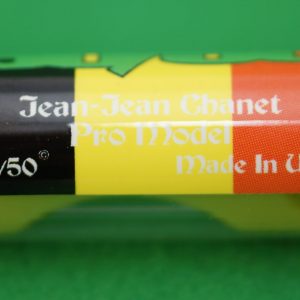 Jean-Jean Chanet
Pro Model
/50© Made In U